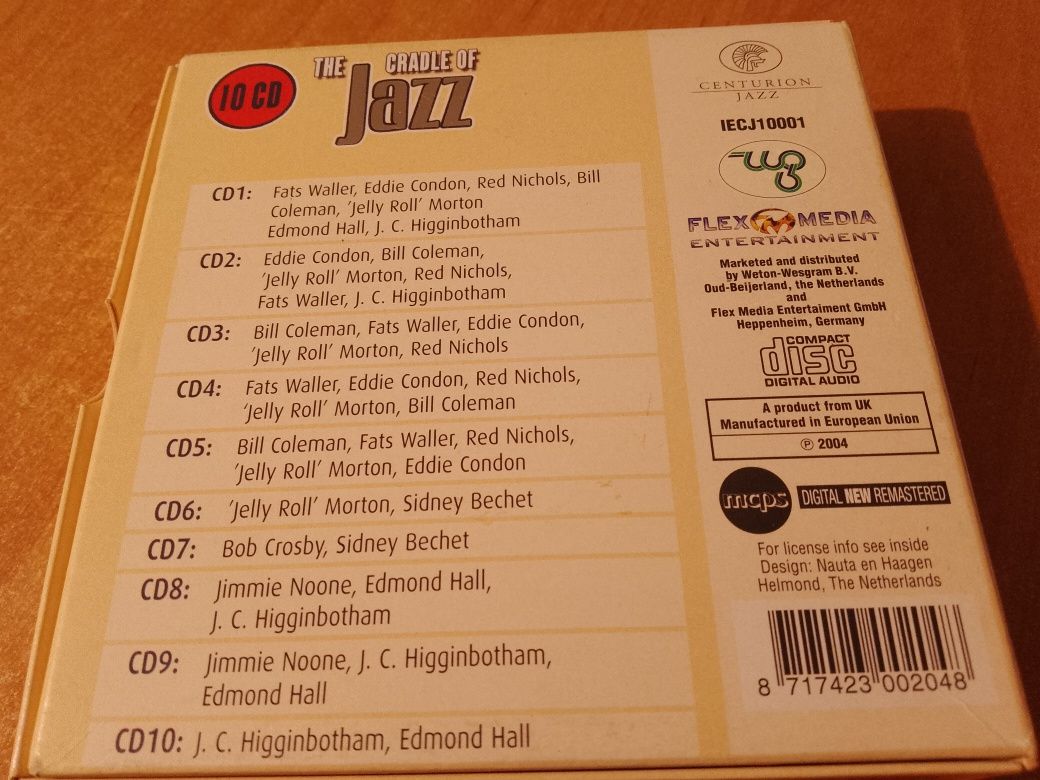 10 CD
THE CRADLE OF
Jazz
CD1: Fats Waller, Eddie Condon, Red Nichols, Bill
Coleman, 'Jelly Roll' Morton
Edmond Hall, J. C. Higginbotham
CD2: Eddie Condon, Bill Coleman,
'Jelly Roll' Morton, Red Nichols,
Fats Waller, J. C. Higginbotham
CD3: Bill Coleman, Fats Waller, Eddie Condon,
'Jelly Roll' Morton, Red Nichols
CD4: Fats Waller, Eddie Condon, Red Nichols,
'Jelly Roll' Morton, Bill Coleman
CD5: Bill Coleman, Fats Waller, Red Nichols,
'Jelly Roll' Morton, Eddie Condon
CD6: 'Jelly Roll' Morton, Sidney Bechet
CD7: Bob Crosby, Sidney Bechet
CD8: Jimmie Noone, Edmond Hall,
J. C. Higginbotham
CD9: Jimmie Noone, J. C. Higginbotham,
Edmond Hall
CD10: J. C. Higginbotham, Edmond Hall
CENTURION
JAZZ
IECJ10001
FLEX MEDIA
ENTERTAINMENT
Marketed and distributed
by Weton-Wesgram B.V.
Oud-Beijerland, the Netherlands
and
Flex Media Entertaiment GmbH
Heppenheim, Germany
COMPACT
disc
DIGITAL AUDIO
A product from UK
Manufactured in European Union
℗ 2004
mcps DIGITAL NEW REMASTERED
For license info see inside
Design: Nauta en Haagen
Helmond, The Netherlands
8 717423 002048